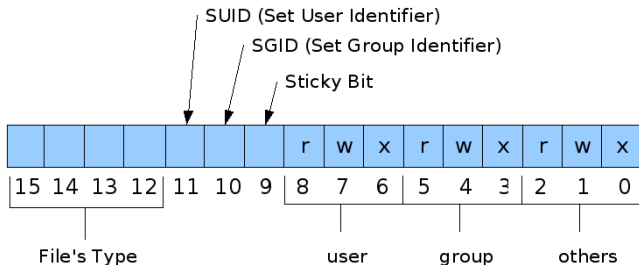 SUID (Set User Identifier)
SGID (Set Group Identifier)
Sticky Bit
r w x r w x r w x
15 14 13 12 11 10 9 8 7 6 5 4 3 2 1 0
File's Type user group others